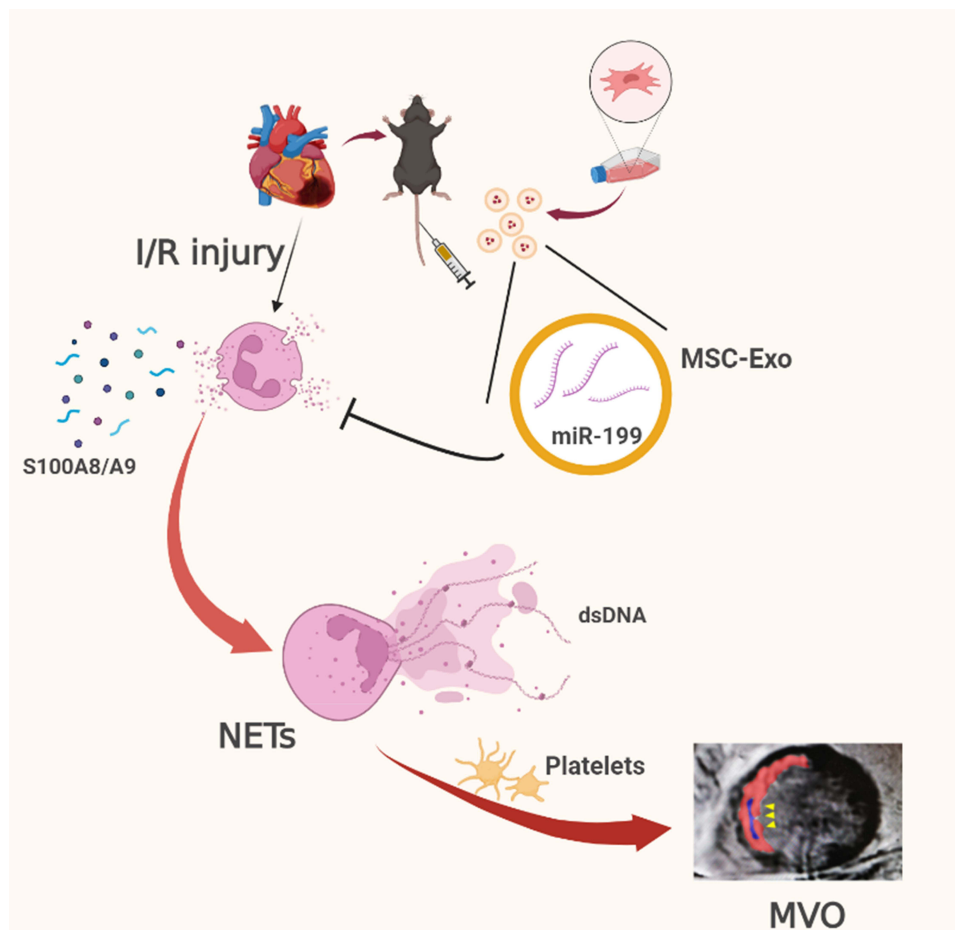 I/R injury
MSC-Exo
miR-199
S100A8/A9
dsDNA
NETs
Platelets
MVO